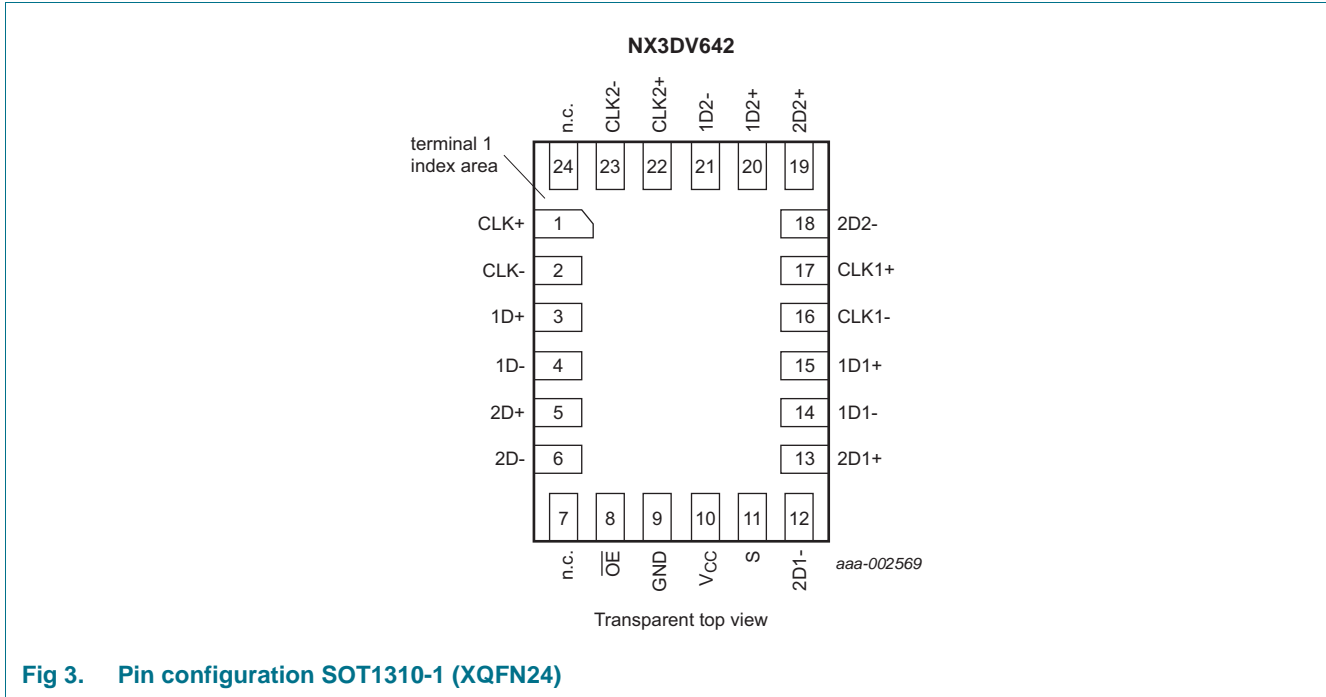 NX3DV642
n.c.
CLK2-
CLK2+
1D2-
1D2+
2D2+
terminal 1
index area
24 23 22 21 20 19
CLK+ 1 18 2D2-
CLK- 2 17 CLK1+
1D+ 3 16 CLK1-
1D- 4 15 1D1+
2D+ 5 14 1D1-
2D- 6 13 2D1+
7 8 9 10 11 12
n.c.
OE
GND
VCC
S
2D1-
aaa-002569
Transparent top view
Fig 3. Pin configuration SOT1310-1 (XQFN24)